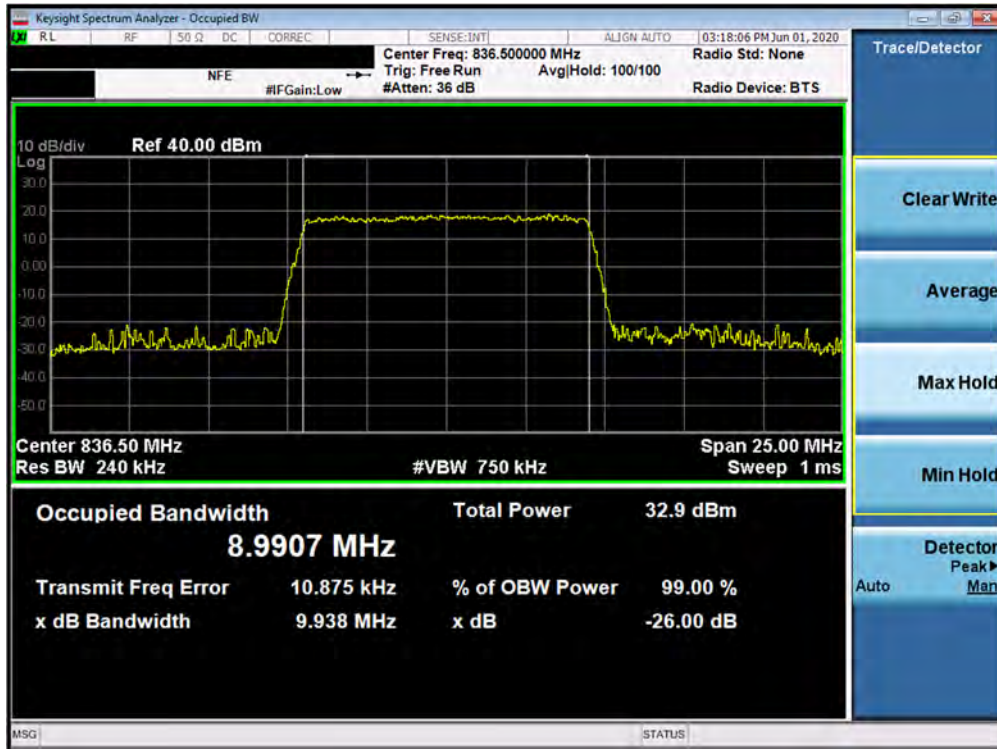 Keysight Spectrum Analyzer - Occupied BW
LXI RL RF 50 Ω DC CORREC SENSE:INT ALIGN AUTO 03:18:06 PM Jun 01, 2020
Center Freq: 836.500000 MHz Radio Std: None
NFE Trig: Free Run Avg|Hold: 100/100
#IFGain:Low #Atten: 36 dB Radio Device: BTS
10 dB/div Ref 40.00 dBm
Log
30.0
20.0
10.0
0.00
-10.0
-20.0
-30.0
-40.0
-50.0
Center 836.50 MHz Span 25.00 MHz
Res BW 240 kHz #VBW 750 kHz Sweep 1 ms
Occupied Bandwidth Total Power 32.9 dBm
8.9907 MHz
Transmit Freq Error 10.875 kHz % of OBW Power 99.00 %
x dB Bandwidth 9.938 MHz x dB -26.00 dB
MSG STATUS
Trace/Detector
Clear Write
Average
Max Hold
Min Hold
Detector
Peak▶
Auto Man